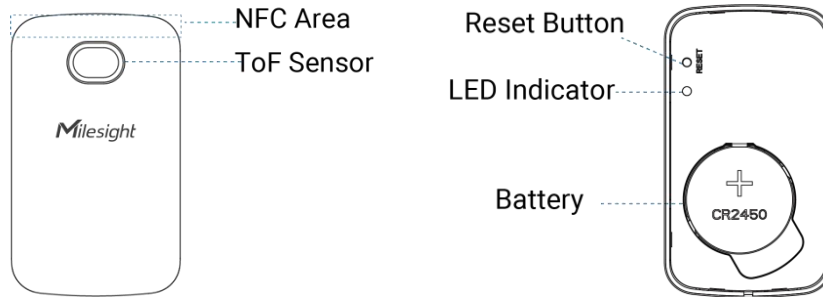 NFC Area
ToF Sensor
Milesight
Reset Button
RESET
LED Indicator
Battery
CR2450